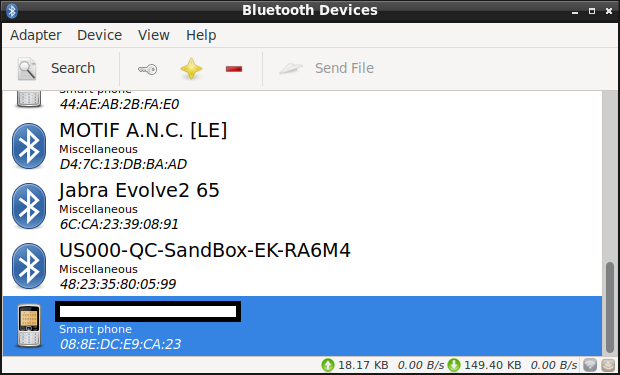 Bluetooth Devices
Adapter Device View Help
Search Send File
Smart phone
44:AE:AB:2B:FA:E0
MOTIF A.N.C. [LE]
Miscellaneous
D4:7C:13:DB:BA:AD
Jabra Evolve2 65
Miscellaneous
6C:CA:23:39:08:91
US000-QC-SandBox-EK-RA6M4
Miscellaneous
48:23:35:80:05:99
Smart phone
08:8E:DC:E9:CA:23
18.17 KB 0.00 B/s 149.40 KB 0.00 B/s